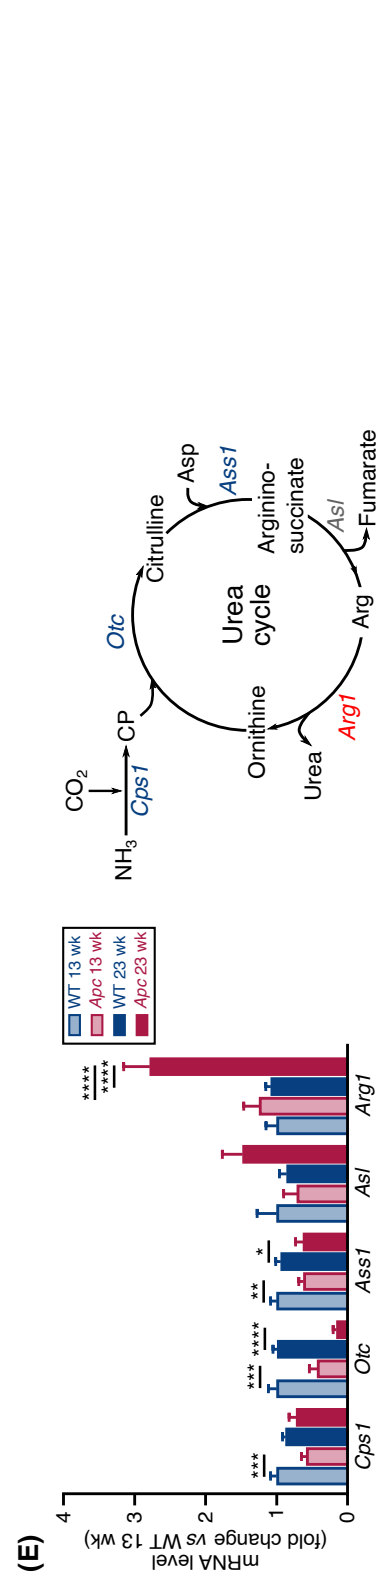 (E)
mRNA level
(fold change vs WT 13 wk)
4
3
2
1
0
***
***
****
**
*
****
****
Cps1
Otc
Ass1
Asl
Arg1
WT 13 wk
Apc 13 wk
WT 23 wk
Apc 23 wk
CO2
NH3
CP
Cps1
Otc
Citrulline
Asp
Ass1
Urea
cycle
Arginino-
succinate
Ornithine
Asl
Urea
Arg1
Arg
Fumarate